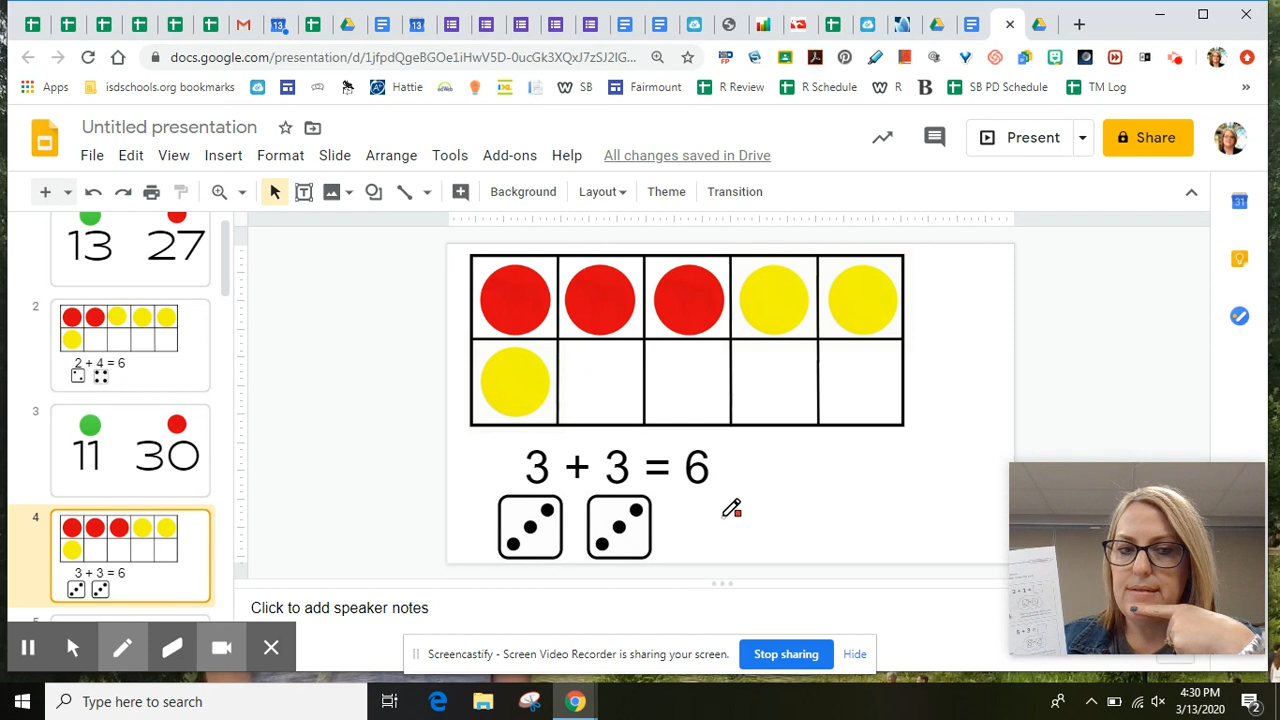 docs.google.com/presentation/d/1jfpdQgeBGOe1iHwV5D_0ucGk3XQxJ7zSJ2lG...
Apps isdschools.org bookmarks Hattie IXL SB Fairmount R Review R Schedule R B SB PD Schedule TM Log »
Untitled presentation
File Edit View Insert Format Slide Arrange Tools Add-ons Help All changes saved in Drive
Present Share
Background Layout Theme Transition
13 27
2
2 + 4 = 6
3
11 30
4
3 + 3 = 6
3 + 3 = 6
Click to add speaker notes
Screencastify - Screen Video Recorder is sharing your screen. Stop sharing Hide
Type here to search
4:30 PM
3/13/2020
2